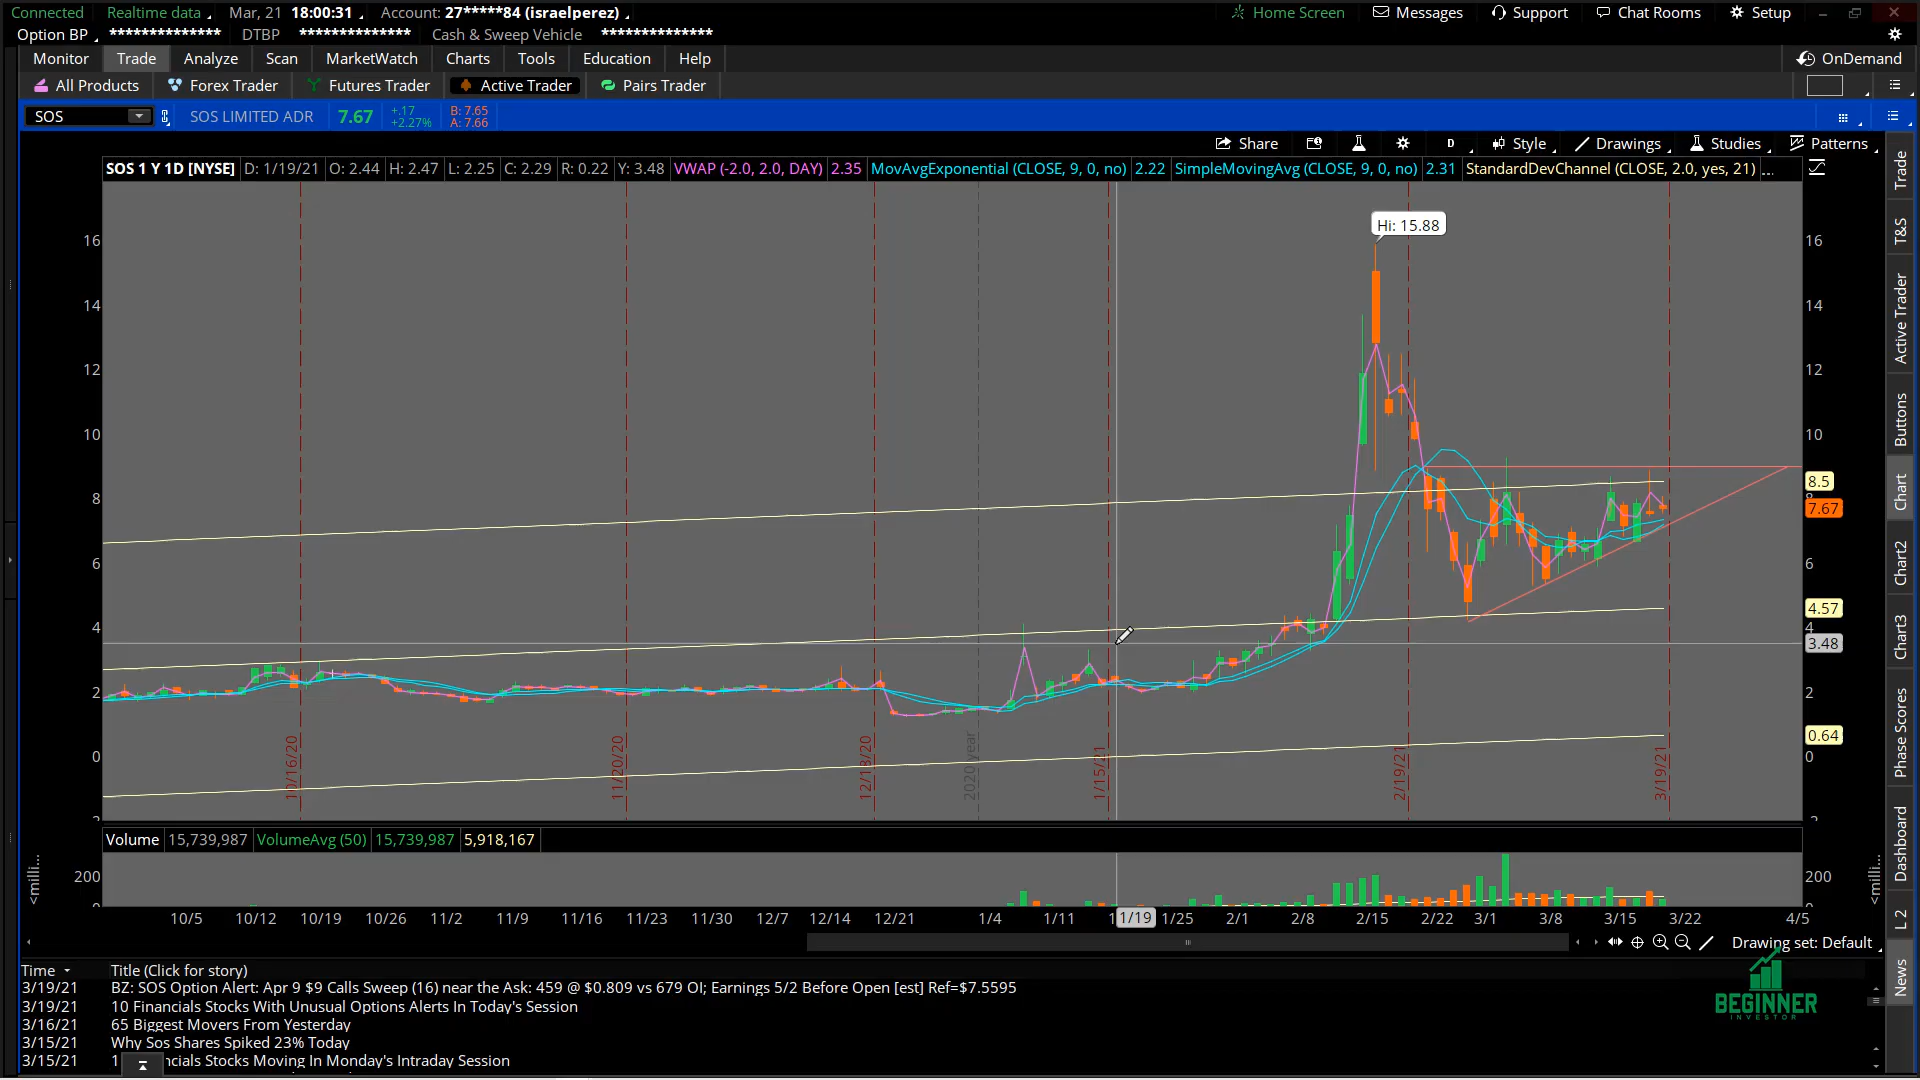 Connected Realtime data Mar, 21 18:00:31 Account: 27*****84 (israelperez) Home Screen Messages Support Chat Rooms Setup
Option BP ************** DTBP ************** Cash & Sweep Vehicle **************
Monitor Trade Analyze Scan MarketWatch Charts Tools Education Help OnDemand
All Products Forex Trader Futures Trader Active Trader Pairs Trader
SOS SOS LIMITED ADR 7.67 +.17 +2.27% B: 7.65 A: 7.66
Share D Style Drawings Studies Patterns
SOS 1 Y 1D [NYSE] D: 1/19/21 O: 2.44 H: 2.47 L: 2.25 C: 2.29 R: 0.22 Y: 3.48 VWAP (-2.0, 2.0, DAY) 2.35 MovAvgExponential (CLOSE, 9, 0, no) 2.22 SimpleMovingAvg (CLOSE, 9, 0, no) 2.31 StandardDevChannel (CLOSE, 2.0, yes, 21) ...
Hi: 15.88
16 16
14 14
12 12
10 10
8 8.5
7.67
6 6
4.57
4 4
3.48
2 2
0.64
0 0
10/16/20 11/20/20 12/18/20 2020 year 1/15/21 2/19/21 3/19/21
Volume 15,739,987 VolumeAvg (50) 15,739,987 5,918,167
<milli... <milli...
200 200
0 0
10/5 10/12 10/19 10/26 11/2 11/9 11/16 11/23 11/30 12/7 12/14 12/21 1/4 1/11 1/19 1/25 2/1 2/8 2/15 2/22 3/1 3/8 3/15 3/22 4/5
Drawing set: Default
Time Title (Click for story)
3/19/21 BZ: SOS Option Alert: Apr 9 $9 Calls Sweep (16) near the Ask: 459 @ $0.809 vs 679 OI; Earnings 5/2 Before Open [est] Ref=$7.5595
3/19/21 10 Financials Stocks With Unusual Options Alerts In Today's Session
3/16/21 65 Biggest Movers From Yesterday
3/15/21 Why Sos Shares Spiked 23% Today
3/15/21 1 ncials Stocks Moving In Monday's Intraday Session
BEGINNER
INVESTOR
Trade
T&S
Active Trader
Buttons
Chart
Chart2
Chart3
Phase Scores
Dashboard
L 2
News